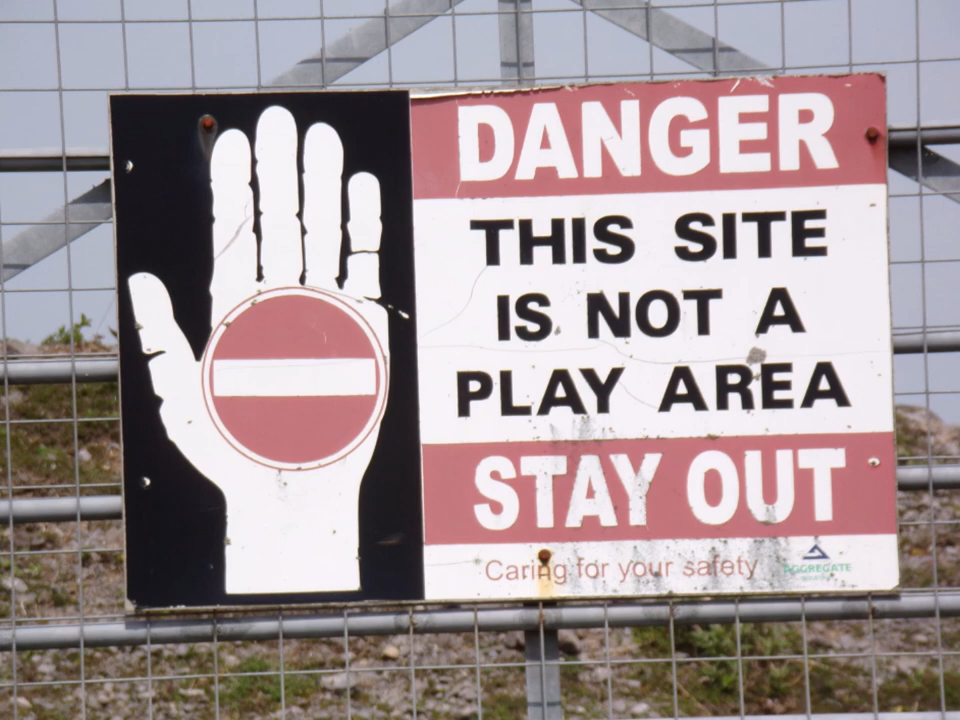 DANGER
THIS SITE
IS NOT A
PLAY AREA
STAY OUT
Caring for your safety
AGGREGATE